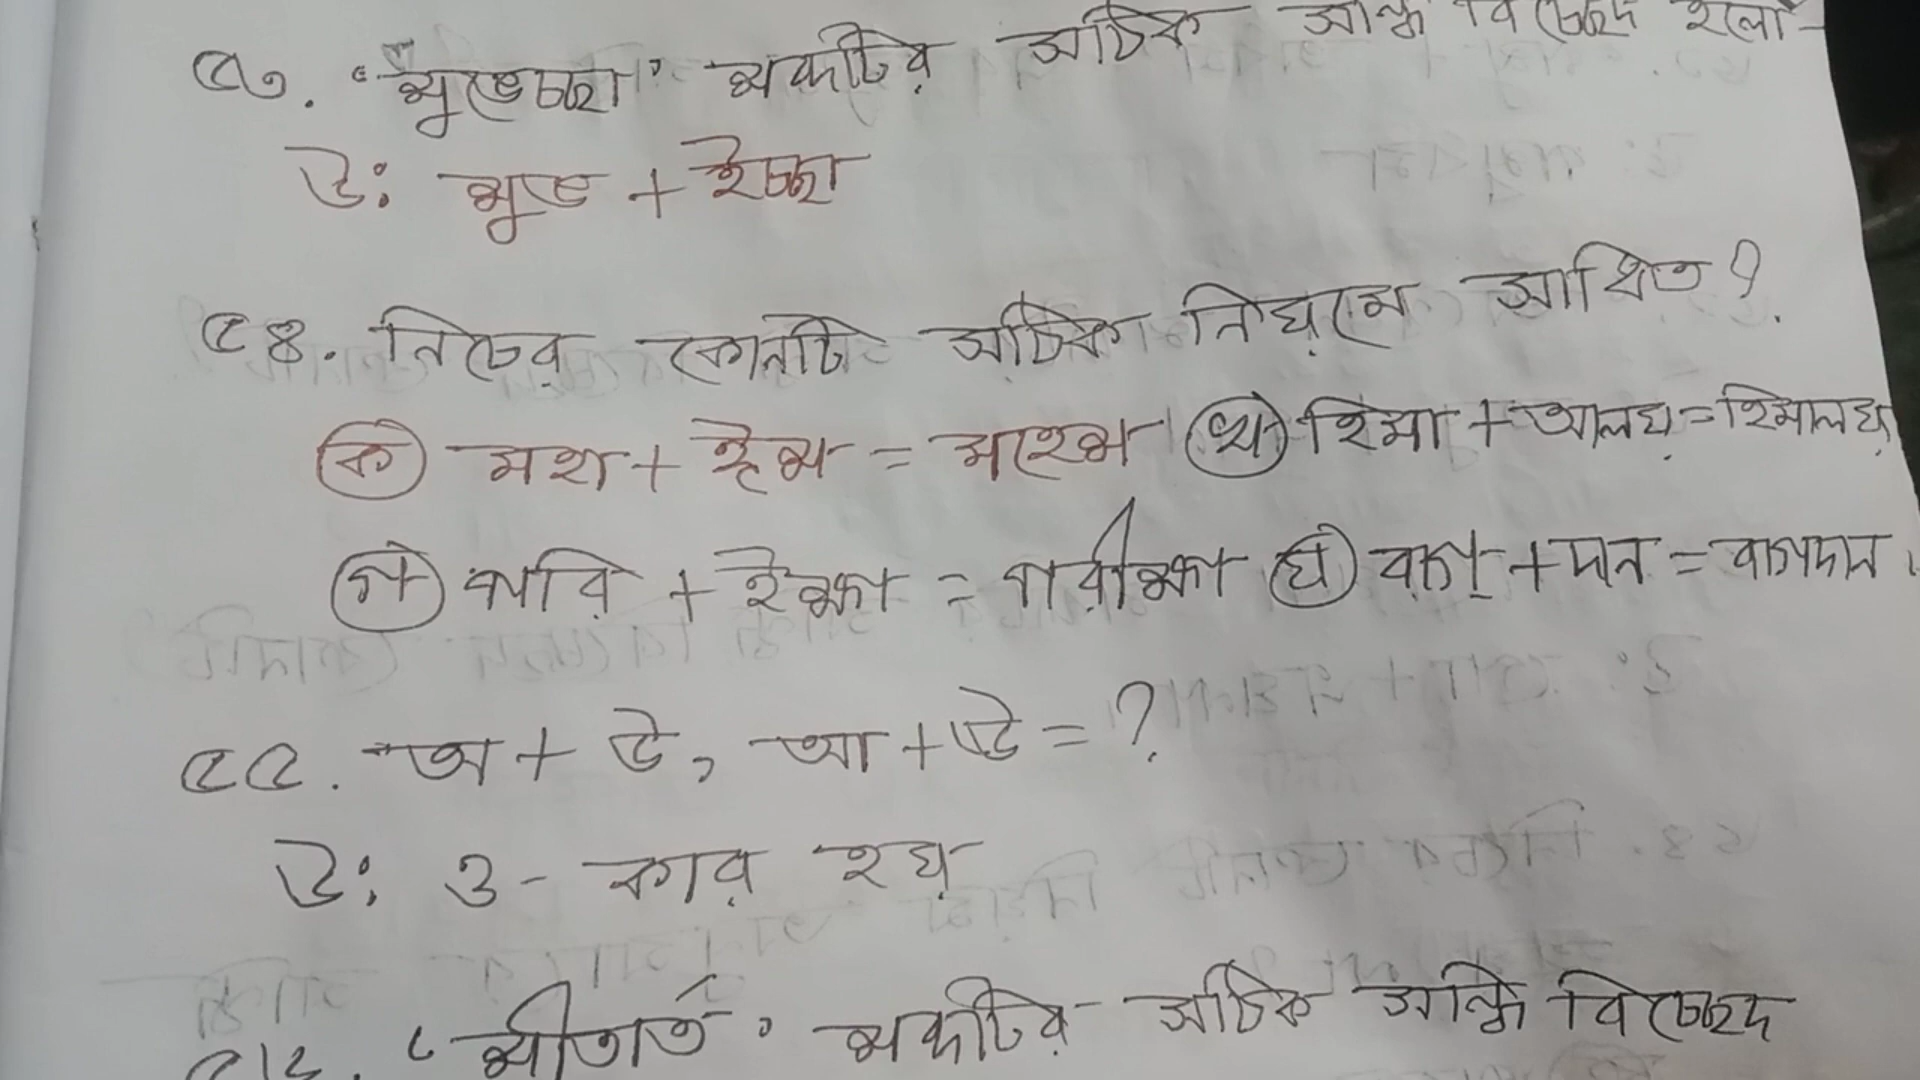 ৫৩. "শুভেচ্ছা" শব্দটির সঠিক সন্ধি বিচ্ছেদ হলো-
উ: শুভ + ইচ্ছা
৫৪. নিচের কোনটি সঠিক নিয়মে সাধিত?
(ক) মহা + ঈশ = মহেশ (খ) হিমা + আলয় = হিমালয়
(গ) পরি + ইক্ষা = পরীক্ষা (ঘ) বাগ্ + দান = বাগদান।
৫৫. অ + উ, আ + উ = ?
উ: ও - কার হয়
৫৬. "শীতার্ত" শব্দটির সঠিক সন্ধি বিচ্ছেদ